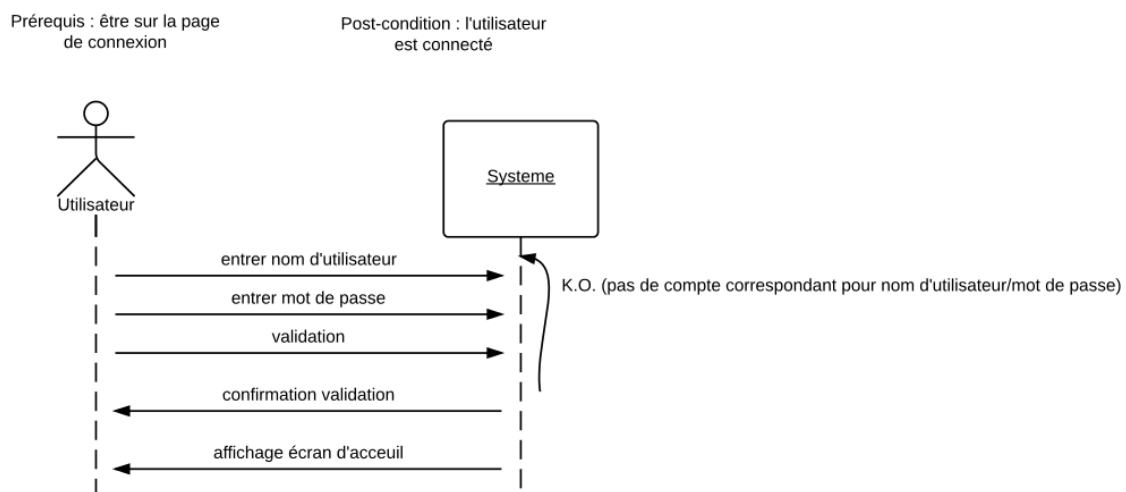 Prérequis : être sur la page
de connexion
Post-condition : l'utilisateur
est connecté
Utilisateur
Systeme
entrer nom d'utilisateur
K.O. (pas de compte correspondant pour nom d'utilisateur/mot de passe)
entrer mot de passe
validation
confirmation validation
affichage écran d'acceuil